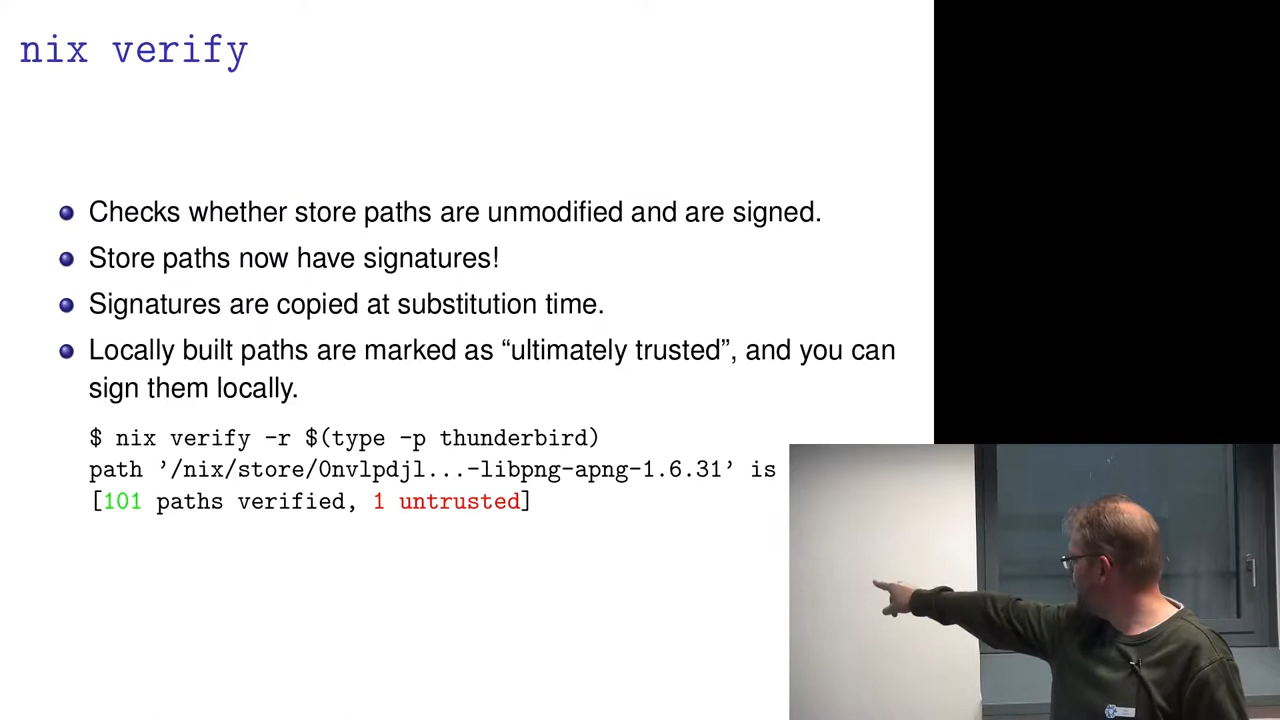 nix verify
Checks whether store paths are unmodified and are signed.
Store paths now have signatures!
Signatures are copied at substitution time.
Locally built paths are marked as “ultimately trusted”, and you can
sign them locally.
$ nix verify -r $(type -p thunderbird)
path ’/nix/store/0nvlpdjl...-libpng-apng-1.6.31’ is
[101 paths verified, 1 untrusted]